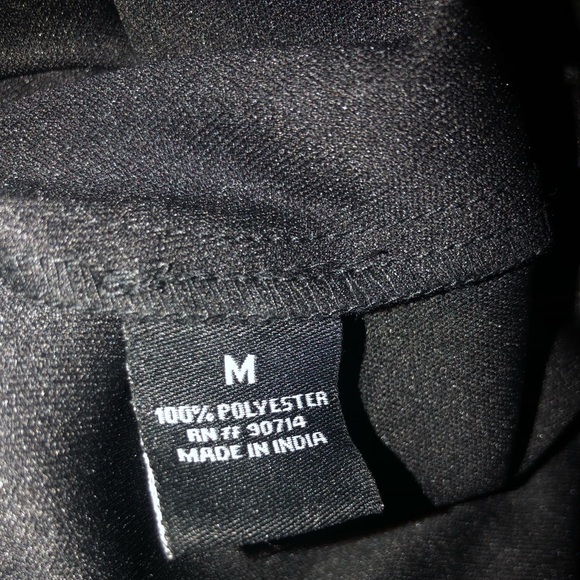 M
100% POLYESTER
RN # 90714
MADE IN INDIA